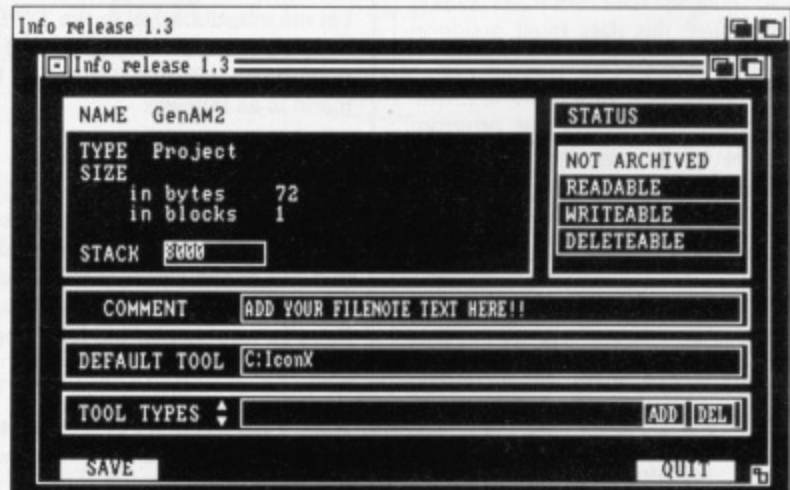 Info release 1.3
Info release 1.3
NAME GenAM2
TYPE Project
SIZE
in bytes 72
in blocks 1
STACK 8000
STATUS
NOT ARCHIVED
READABLE
WRITEABLE
DELETEABLE
COMMENT ADD YOUR FILENOTE TEXT HERE!!
DEFAULT TOOL C:IconX
TOOL TYPES ADD DEL
SAVE QUIT